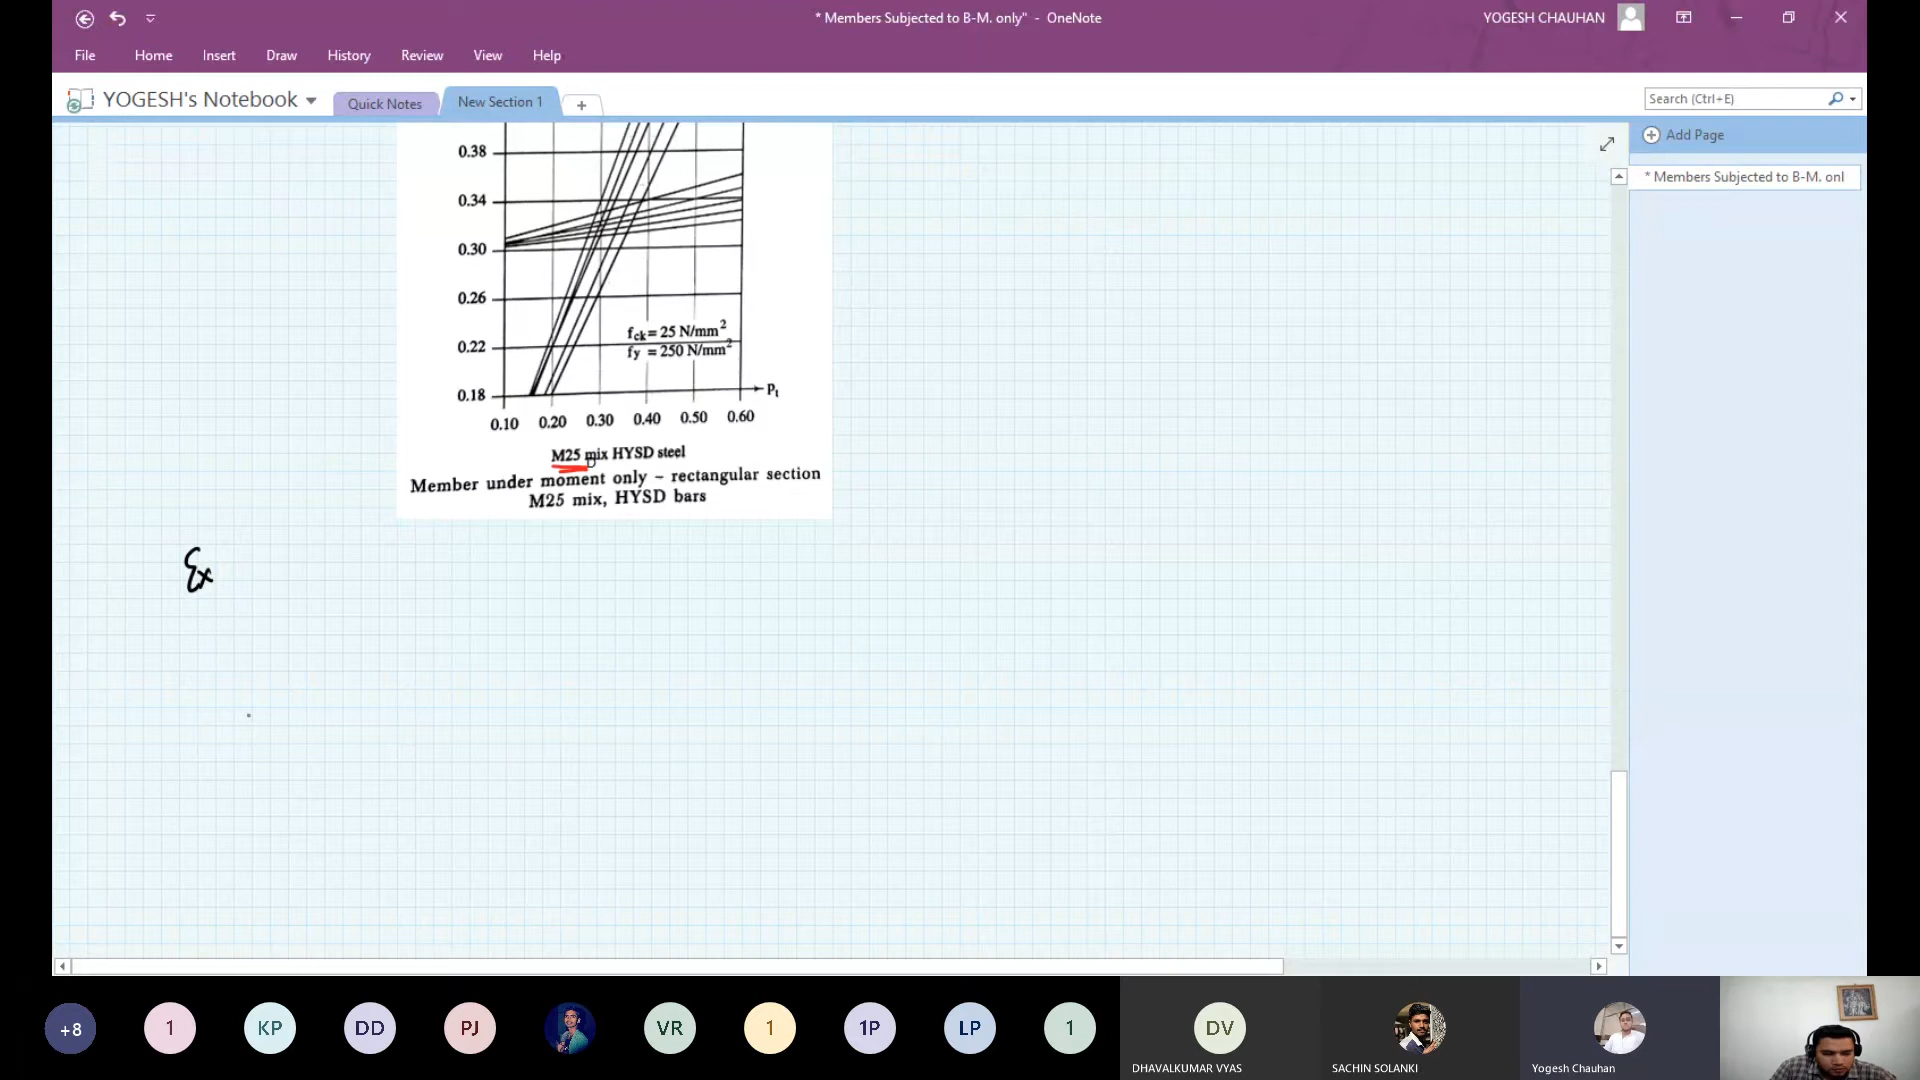 * Members Subjected to B-M. only" - OneNote
YOGESH CHAUHAN
File Home Insert Draw History Review View Help
YOGESH's Notebook
Quick Notes
New Section 1
Search (Ctrl+E)
Add Page
* Members Subjected to B-M. onl
0.38
0.34
0.30
0.26
0.22
0.18
fck = 25 N/mm2
fy = 250 N/mm2
Pt
0.10 0.20 0.30 0.40 0.50 0.60
M25 mix HYSD steel
Member under moment only - rectangular section
M25 mix, HYSD bars
Ex
+8
1
KP
DD
PJ
VR
1
1P
LP
1
DV
DHAVALKUMAR VYAS
SACHIN SOLANKI
Yogesh Chauhan